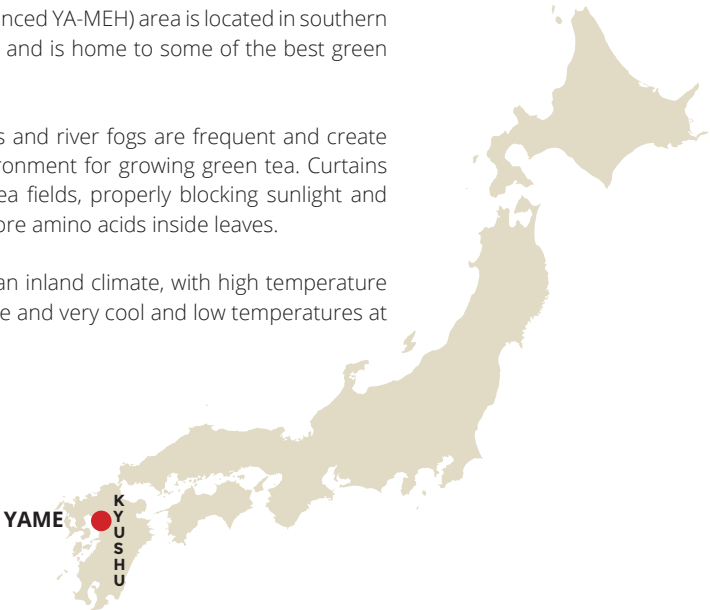 nced YA-MEH) area is located in southern
and is home to some of the best green
s and river fogs are frequent and create
ronment for growing green tea. Curtains
ea fields, properly blocking sunlight and
ore amino acids inside leaves.
an inland climate, with high temperature
e and very cool and low temperatures at
YAME
KYUSHU